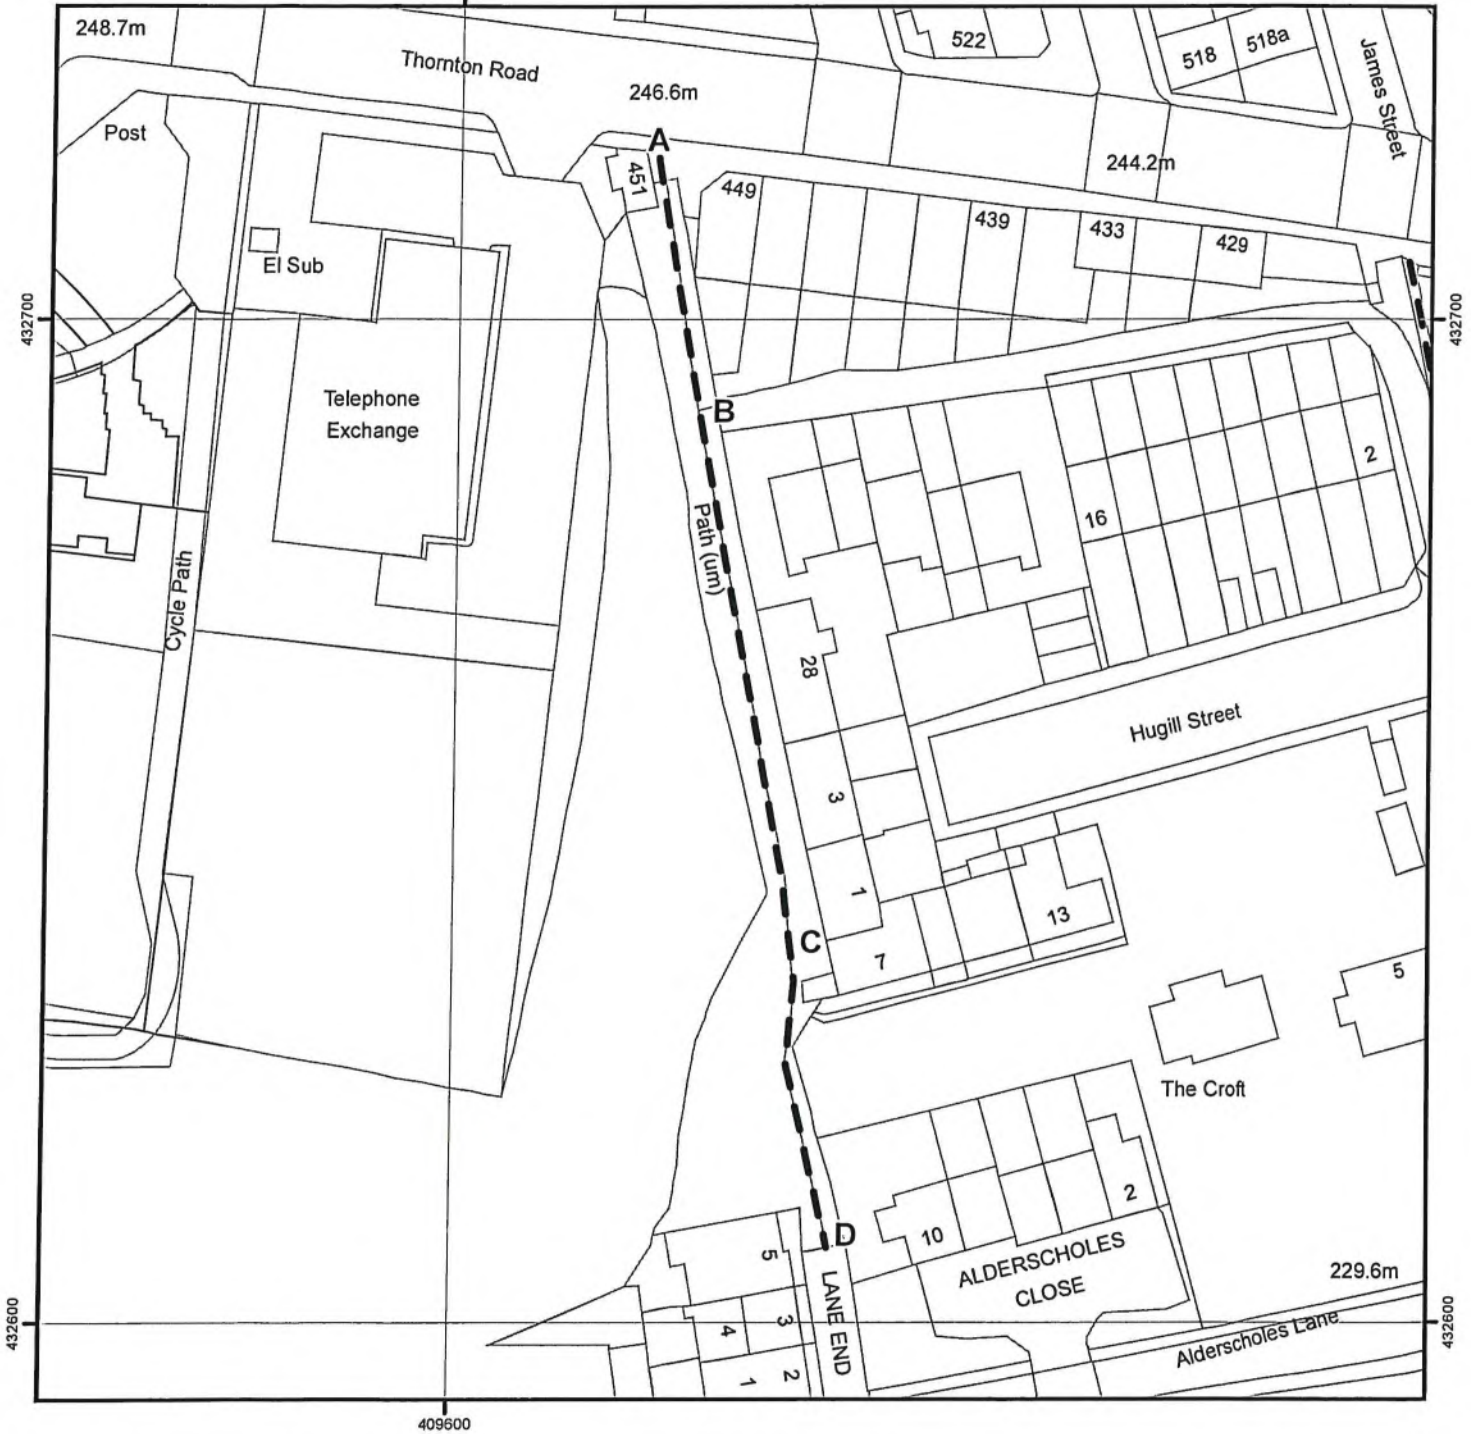 248.7m
Thornton Road
246.6m
522
518
518a
James Street
Post
A
451
449
439
433
429
244.2m
El Sub
432700
432700
Telephone
Exchange
B
2
16
Path (um)
Cycle Path
28
Hugill Street
3
1
13
C
7
5
The Croft
2
10
D
5
ALDERSCHOLES
CLOSE
229.6m
LANE END
432600
432600
4
3
Alderscholes Lane
1
2
409600